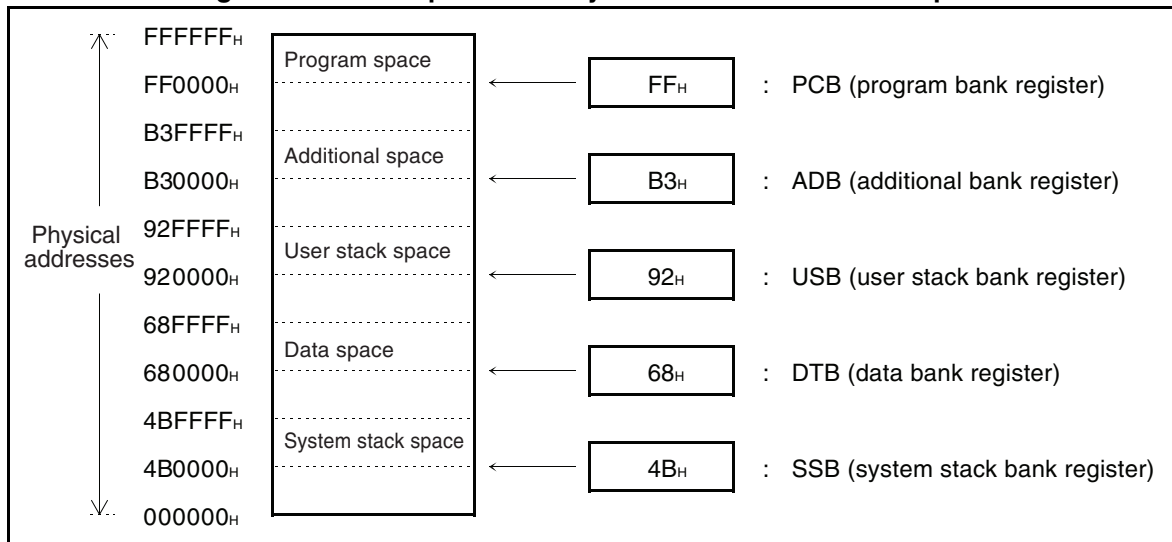 FFFFFFH
Program space
FF0000H
FFH : PCB (program bank register)
B3FFFFH
Additional space
B30000H
B3H : ADB (additional bank register)
Physical addresses
92FFFFH
User stack space
920000H
92H : USB (user stack bank register)
68FFFFH
Data space
680000H
68H : DTB (data bank register)
4BFFFFH
System stack space
4B0000H
4BH : SSB (system stack bank register)
000000H